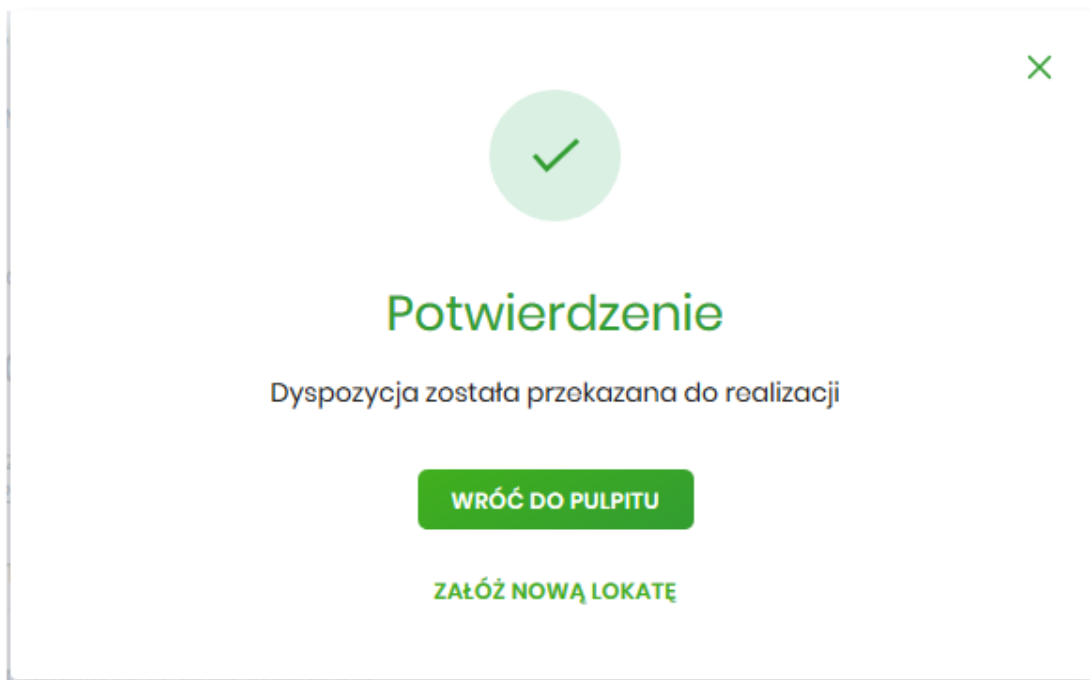 Potwierdzenie
Dyspozycja została przekazana do realizacji
WRÓĆ DO PULPITU
ZAŁÓŻ NOWĄ LOKATĘ